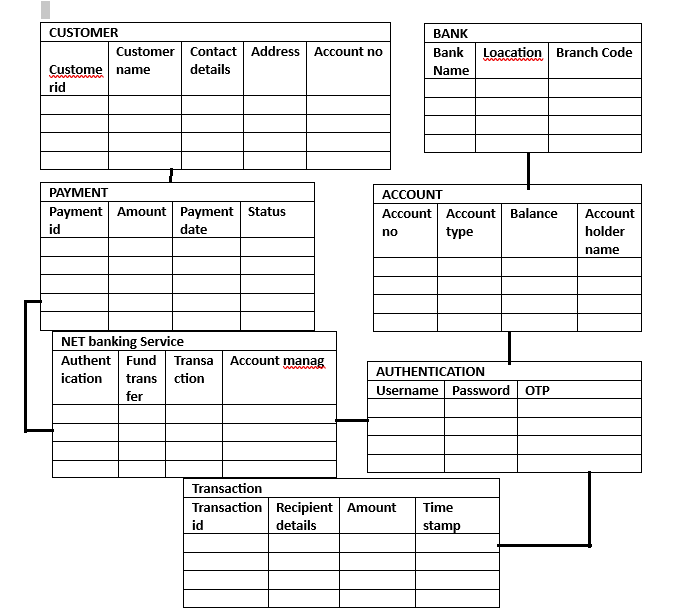 CUSTOMER
Custome
rid
Customer
name
Contact
details
Address
Account no
BANK
Bank
Name
Loacation
Branch Code
PAYMENT
Payment
id
Amount
Payment
date
Status
ACCOUNT
Account
no
Account
type
Balance
Account
holder
name
NET banking Service
Authent
ication
Fund
trans
fer
Transa
ction
Account manag
AUTHENTICATION
Username
Password
OTP
Transaction
Transaction
id
Recipient
details
Amount
Time
stamp